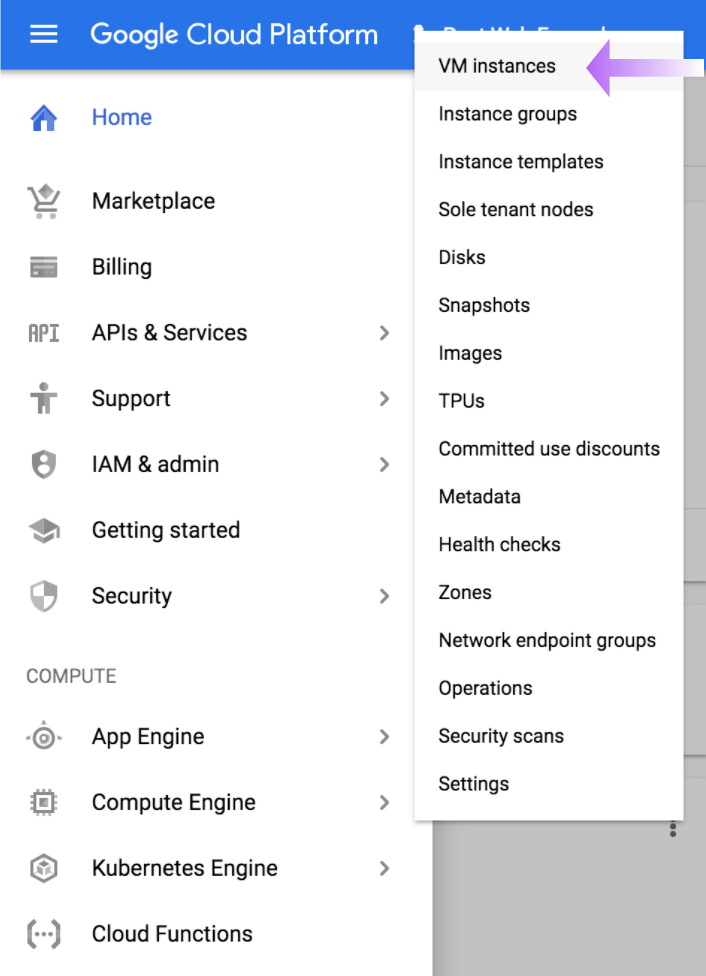 Google Cloud Platform
Home
Marketplace
Billing
API
APIs & Services
Support
IAM & admin
Getting started
Security
COMPUTE
App Engine
Compute Engine
Kubernetes Engine
Cloud Functions
VM instances
Instance groups
Instance templates
Sole tenant nodes
Disks
Snapshots
Images
TPUs
Committed use discounts
Metadata
Health checks
Zones
Network endpoint groups
Operations
Security scans
Settings